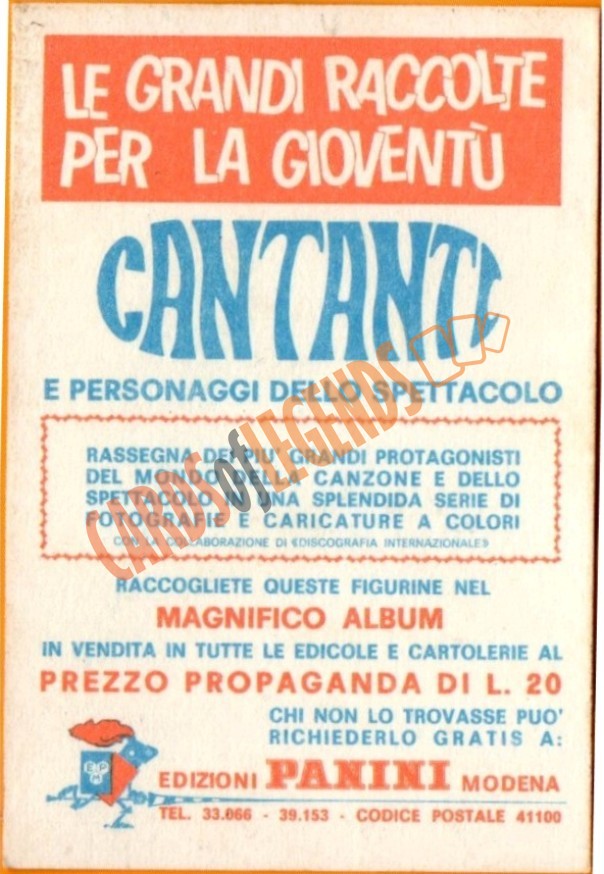 LE GRANDI RACCOLTE
PER LA GIOVENTÙ
CANTANTI
E PERSONAGGI DELLO SPETTACOLO
RASSEGNA DEI PIU' GRANDI PROTAGONISTI
DEL MONDO DELLA CANZONE E DELLO
SPETTACOLO IN UNA SPLENDIDA SERIE DI
FOTOGRAFIE E CARICATURE A COLORI
CON LA COLLABORAZIONE DI «DISCOGRAFIA INTERNAZIONALE»
CARDSofLEGENDS
RACCOGLIETE QUESTE FIGURINE NEL
MAGNIFICO ALBUM
IN VENDITA IN TUTTE LE EDICOLE E CARTOLERIE AL
PREZZO PROPAGANDA DI L. 20
CHI NON LO TROVASSE PUO'
RICHIEDERLO GRATIS A:
EPM
EDIZIONI PANINI MODENA
TEL. 33.066 - 39.153 - CODICE POSTALE 41100